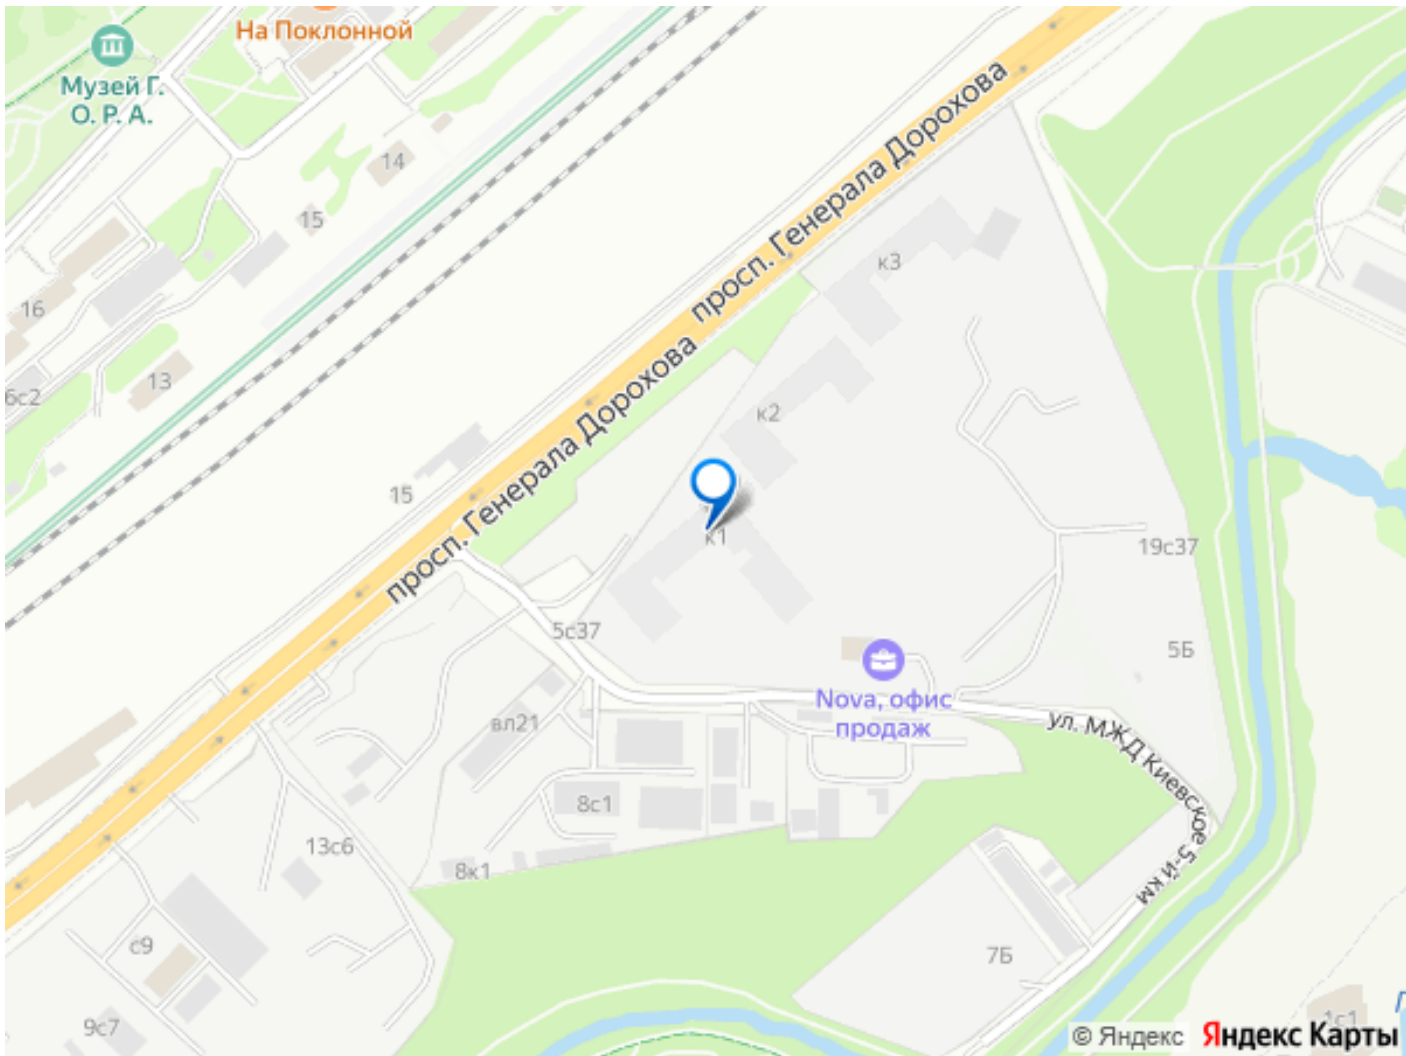 На Поклонной
Музей Г.
О. Р. А.
14
15
16
13
6с2
15
просп. Генерала Дорохова
просп. Генерала Дорохова
к3
к2
к1
19с37
5с37
5Б
Nova, офис
продаж
вл21
ул. МЖД Киевское 5-й км
8с1
13с6
8к1
с9
7Б
9с7
1с1
© Яндекс
Яндекс Карты